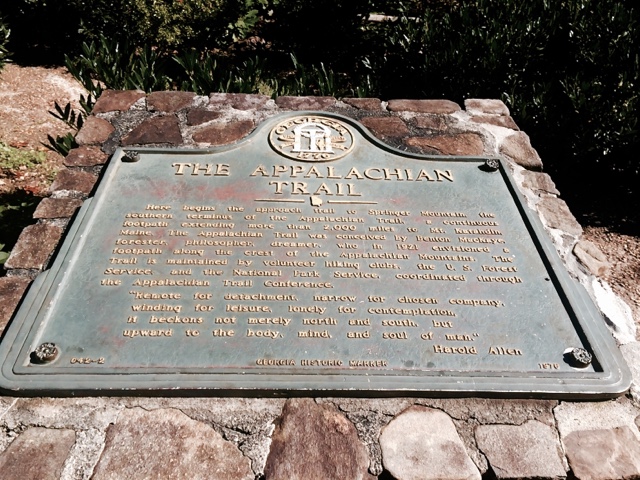 GEORGIA
1776
THE APPALACHIAN
TRAIL
Here begins the approach trail to Springer Mountain, the
southern terminus of the Appalachian Trail, a continuous
footpath extending more than 2,000 miles to Mt. Katahdin,
Maine. The Appalachian Trail was conceived by Benton MacKaye,
forester, philosopher, dreamer, who in 1921 envisioned a
footpath along the crest of the Appalachian Mountains. The
Trail is maintained by volunteer hiking clubs, the U. S. Forest
Service, and the National Park Service, coordinated through
the Appalachian Trail Conference.
"Remote for detachment, narrow for chosen company,
winding for leisure, lonely for contemplation,
it beckons not merely north and south, but
upward to the body, mind, and soul of man."
Harold Allen
042-2 GEORGIA HISTORIC MARKER